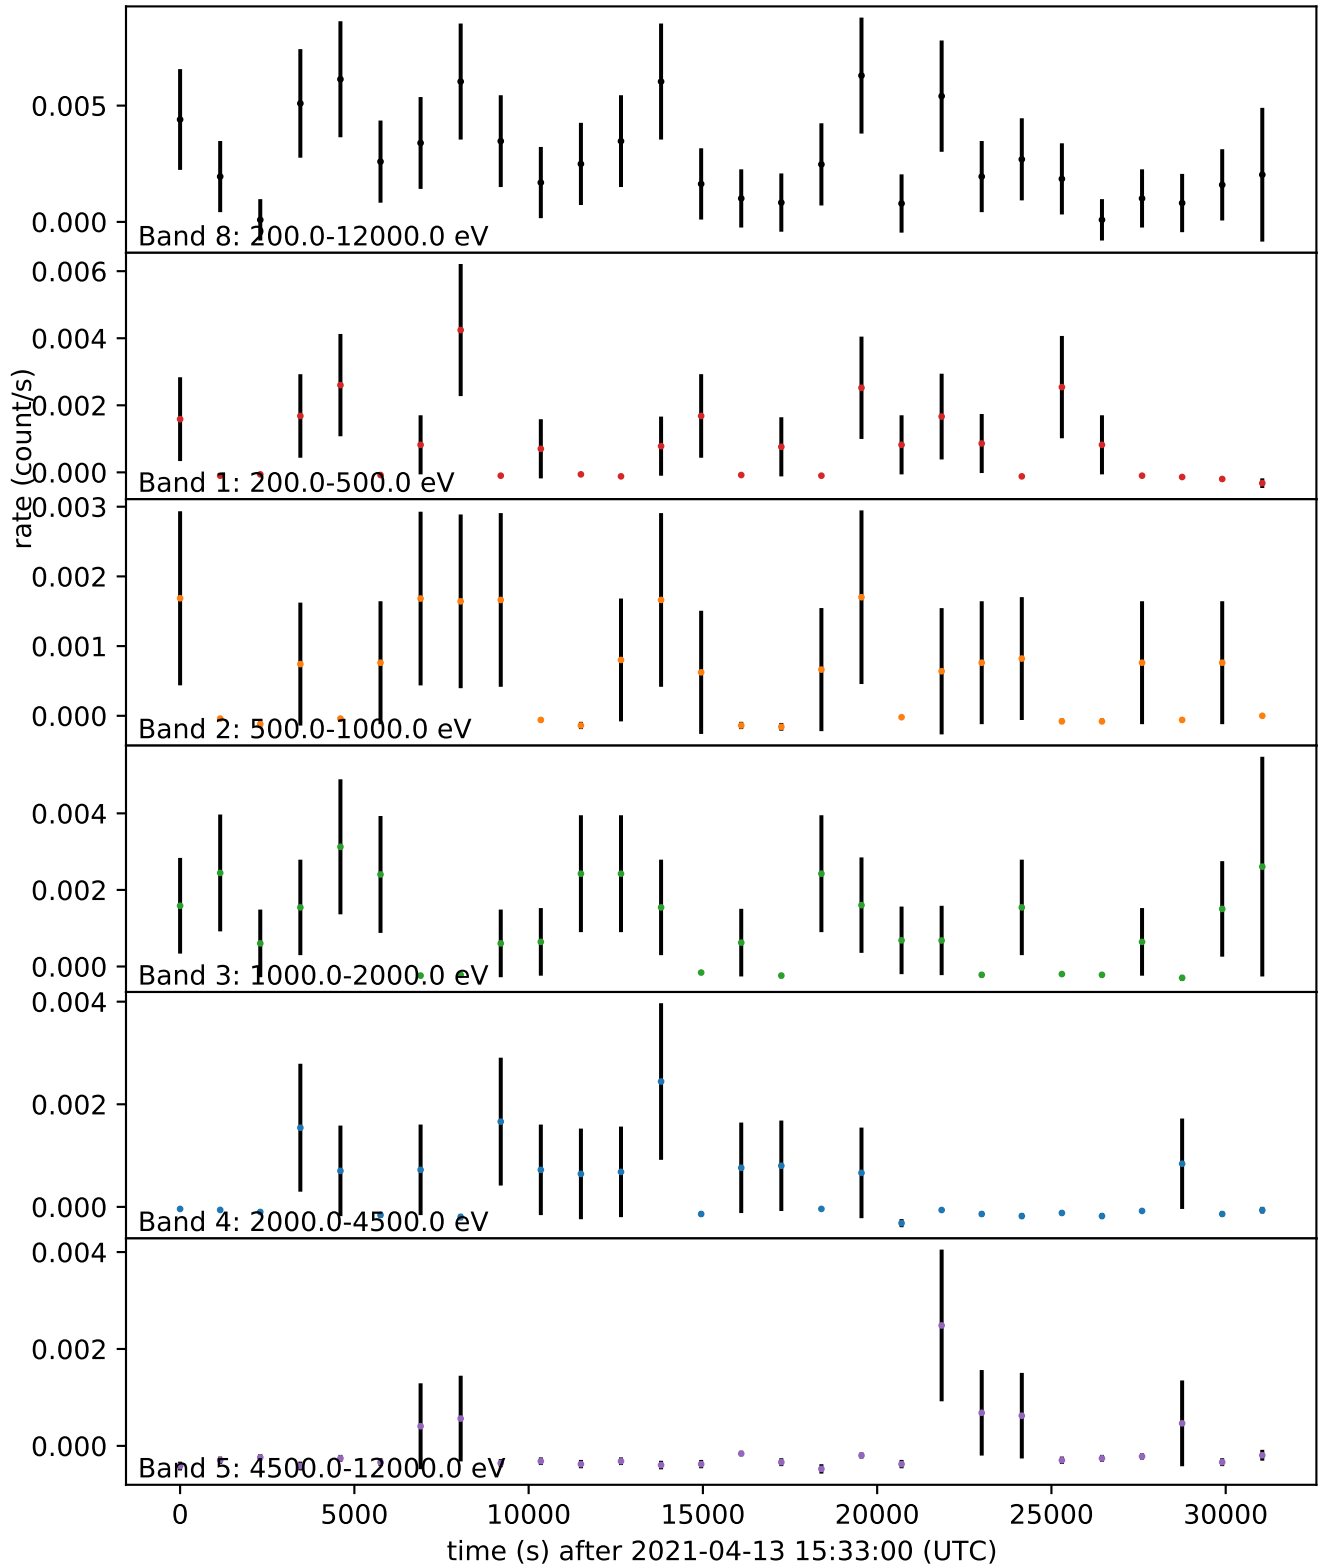 0.005
0.000
Band 8: 200.0-12000.0 eV
0.006
0.004
0.002
0.000
Band 1: 200.0-500.0 eV
rate (count/s)
0.003
0.002
0.001
0.000
Band 2: 500.0-1000.0 eV
0.004
0.002
0.000
Band 3: 1000.0-2000.0 eV
0.004
0.002
0.000
Band 4: 2000.0-4500.0 eV
0.004
0.002
0.000
Band 5: 4500.0-12000.0 eV
0 5000 10000 15000 20000 25000 30000
time (s) after 2021-04-13 15:33:00 (UTC)